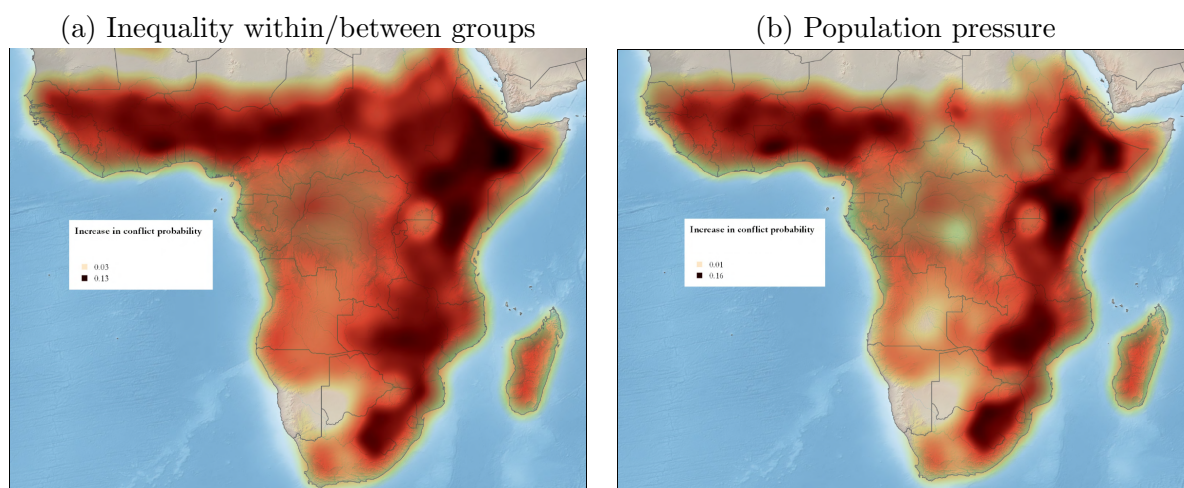 (a) Inequality within/between groups
Increase in conflict probability
0.03
0.13
(b) Population pressure
Increase in conflict probability
0.01
0.16